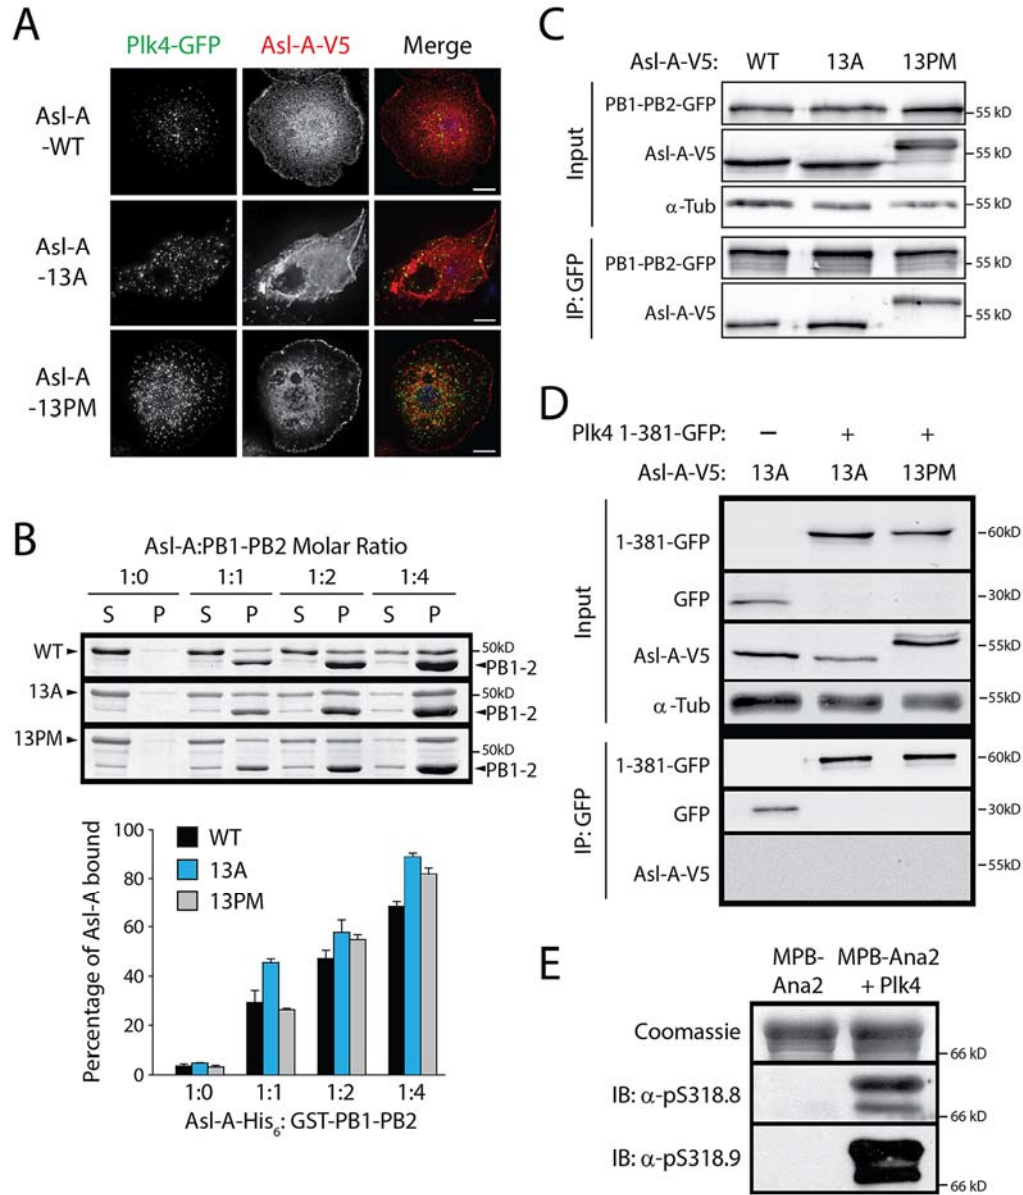 A
Plk4-GFP Asl-A-V5 Merge
Asl-A
-WT
Asl-A
-13A
Asl-A
-13PM
B
Asl-A:PB1-PB2 Molar Ratio
1:0 1:1 1:2 1:4
S P S P S P S P
WT 50kD
PB1-2
13A 50kD
PB1-2
13PM 50kD
PB1-2
Percentage of Asl-A bound
100
80
60
40
20
0
WT
13A
13PM
1:0 1:1 1:2 1:4
Asl-A-His6: GST-PB1-PB2
C
Asl-A-V5: WT 13A 13PM
Input
PB1-PB2-GFP -55 kD
Asl-A-V5 -55 kD
α-Tub -55 kD
IP: GFP
PB1-PB2-GFP -55 kD
Asl-A-V5 -55 kD
D
Plk4 1-381-GFP: − + +
Asl-A-V5: 13A 13A 13PM
Input
1-381-GFP -60kD
GFP -30kD
Asl-A-V5 -55kD
α-Tub -55kD
IP: GFP
1-381-GFP -60kD
GFP -30kD
Asl-A-V5 -55kD
E
MPB-
Ana2
MPB-Ana2
+ Plk4
Coomassie 66 kD
IB: α-pS318.8 66 kD
IB: α-pS318.9 66 kD